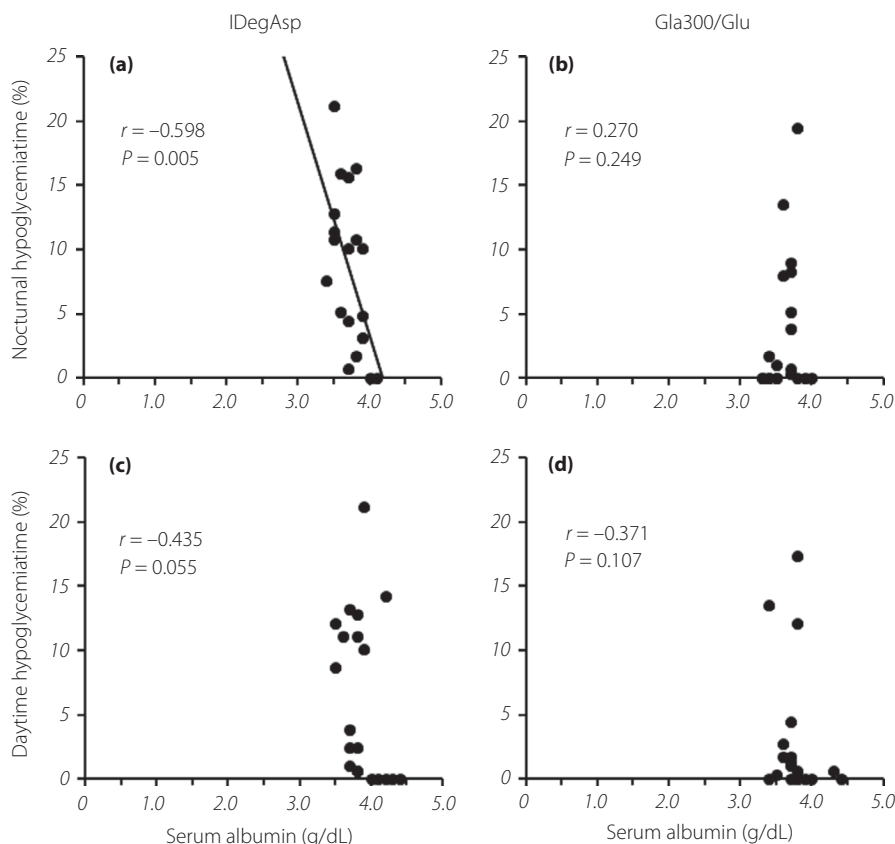 IDegAsp
Gla300/Glu
Nocturnal hypoglycemiatime (%)
(a)
r = –0.598
P = 0.005
25
20
15
10
5
0
0 1.0 2.0 3.0 4.0 5.0
(b)
r = 0.270
P = 0.249
25
20
15
10
5
0
0 1.0 2.0 3.0 4.0 5.0
Daytime hypoglycemiatime (%)
(c)
r = –0.435
P = 0.055
25
20
15
10
5
0
0 1.0 2.0 3.0 4.0 5.0
Serum albumin (g/dL)
(d)
r = –0.371
P = 0.107
25
20
15
10
5
0
0 1.0 2.0 3.0 4.0 5.0
Serum albumin (g/dL)